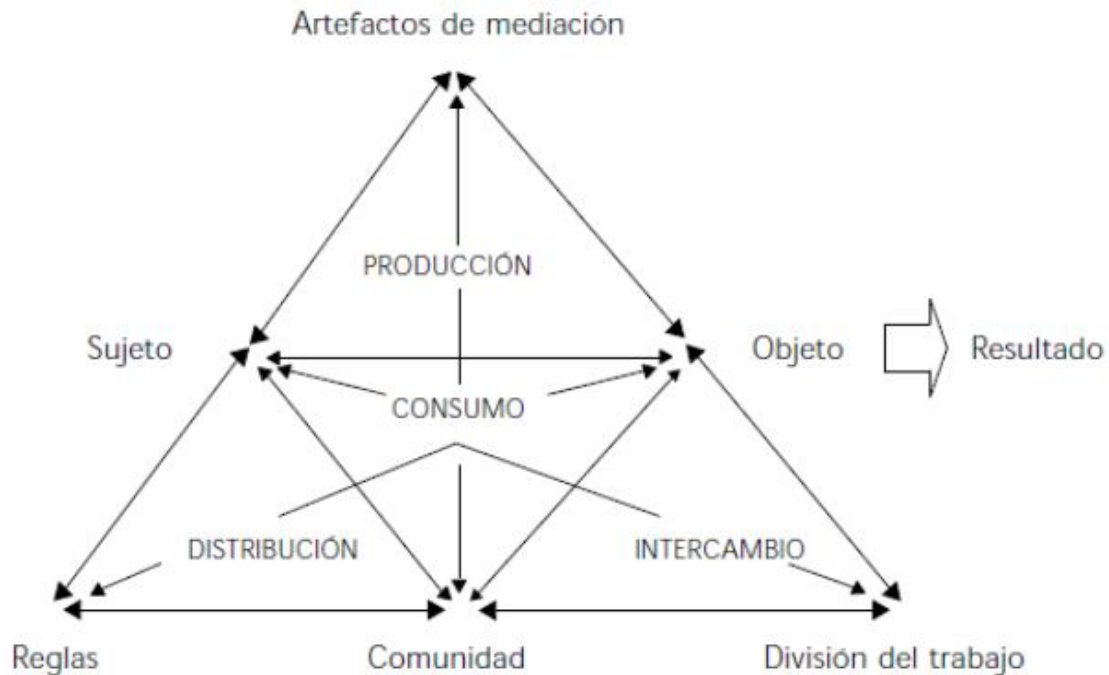 Artefactos de mediación
PRODUCCIÓN
Sujeto
Objeto
Resultado
CONSUMO
DISTRIBUCIÓN
INTERCAMBIO
Reglas
Comunidad
División del trabajo